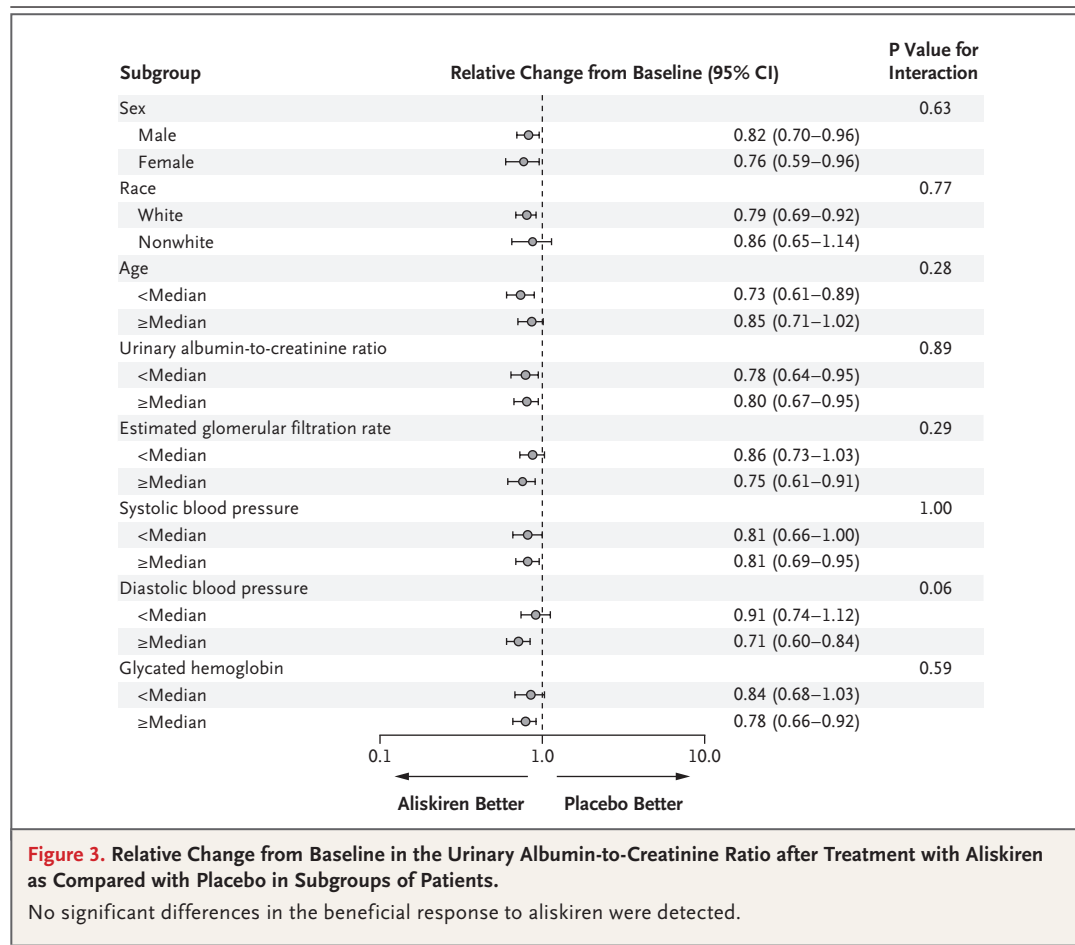 Subgroup Relative Change from Baseline (95% CI) P Value for Interaction
Sex 0.63
Male 0.82 (0.70–0.96)
Female 0.76 (0.59–0.96)
Race 0.77
White 0.79 (0.69–0.92)
Nonwhite 0.86 (0.65–1.14)
Age 0.28
<Median 0.73 (0.61–0.89)
≥Median 0.85 (0.71–1.02)
Urinary albumin-to-creatinine ratio 0.89
<Median 0.78 (0.64–0.95)
≥Median 0.80 (0.67–0.95)
Estimated glomerular filtration rate 0.29
<Median 0.86 (0.73–1.03)
≥Median 0.75 (0.61–0.91)
Systolic blood pressure 1.00
<Median 0.81 (0.66–1.00)
≥Median 0.81 (0.69–0.95)
Diastolic blood pressure 0.06
<Median 0.91 (0.74–1.12)
≥Median 0.71 (0.60–0.84)
Glycated hemoglobin 0.59
<Median 0.84 (0.68–1.03)
≥Median 0.78 (0.66–0.92)
0.1 1.0 10.0
Aliskiren Better Placebo Better
Figure 3. Relative Change from Baseline in the Urinary Albumin-to-Creatinine Ratio after Treatment with Aliskiren
as Compared with Placebo in Subgroups of Patients.
No significant differences in the beneficial response to aliskiren were detected.